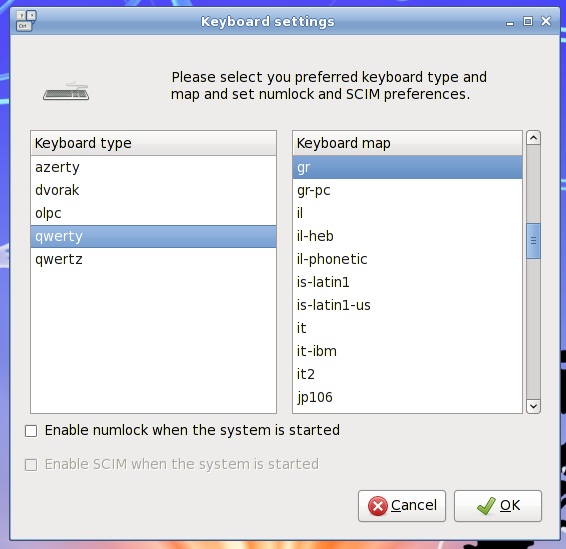 Keyboard settings
Please select you preferred keyboard type and
map and set numlock and SCIM preferences.
Keyboard type
azerty
dvorak
olpc
qwerty
qwertz
Keyboard map
gr
gr-pc
il
il-heb
il-phonetic
is-latin1
is-latin1-us
it
it-ibm
it2
jp106
Enable numlock when the system is started
Enable SCIM when the system is started
Cancel
OK